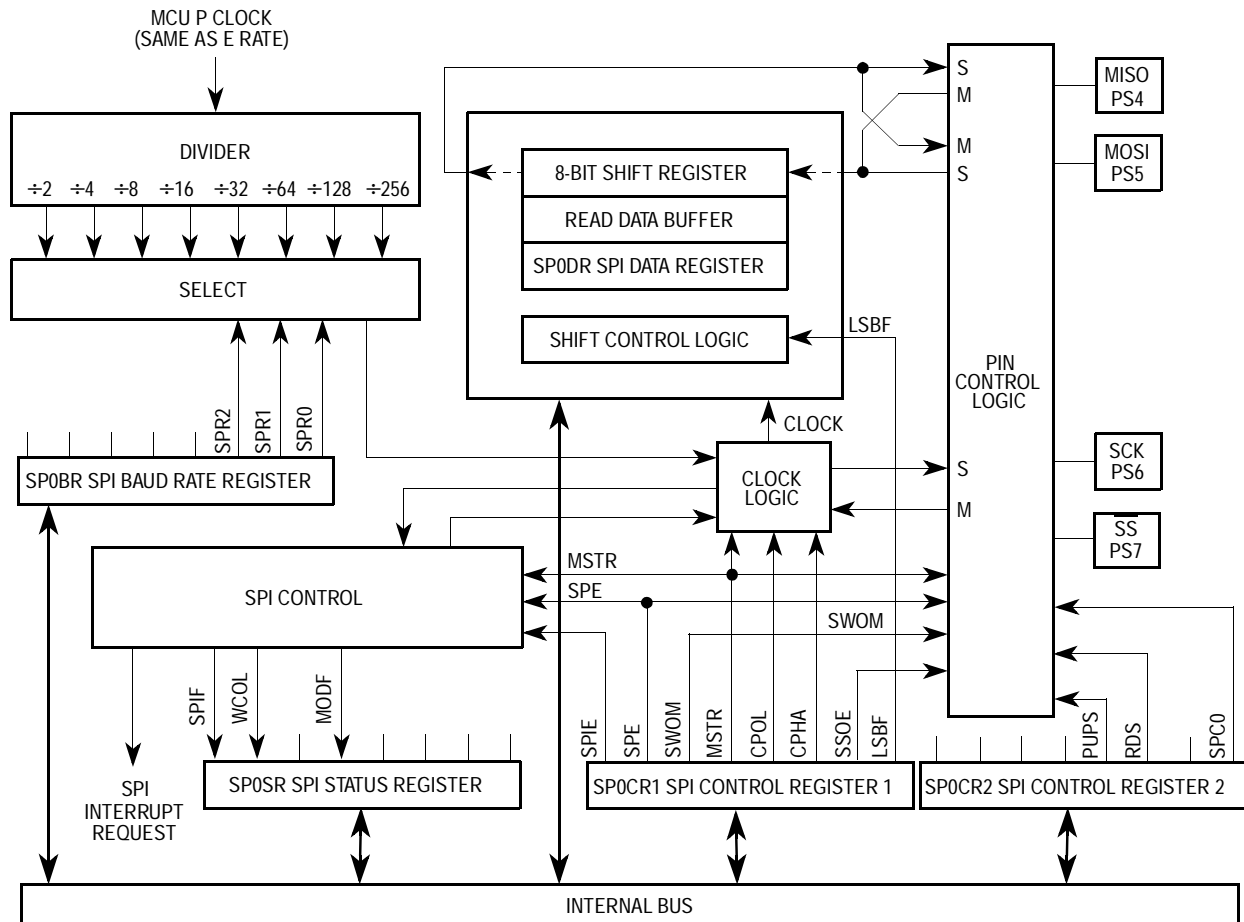 MCU P CLOCK
(SAME AS E RATE)
DIVIDER
÷2 ÷4 ÷8 ÷16 ÷32 ÷64 ÷128 ÷256
SELECT
SPR2
SPR1
SPR0
SP0BR SPI BAUD RATE REGISTER
8-BIT SHIFT REGISTER
READ DATA BUFFER
SP0DR SPI DATA REGISTER
SHIFT CONTROL LOGIC
LSBF
CLOCK
CLOCK
LOGIC
S
M
M
S
PIN
CONTROL
LOGIC
S
M
MISO
PS4
MOSI
PS5
SCK
PS6
SS
PS7
SPI CONTROL
MSTR
SPE
SWOM
SPIF
WCOL
MODF
SPI
INTERRUPT
REQUEST
SP0SR SPI STATUS REGISTER
SPIE
SPE
SWOM
MSTR
CPOL
CPHA
SSOE
LSBF
SP0CR1 SPI CONTROL REGISTER 1
PUPS
RDS
SPC0
SP0CR2 SPI CONTROL REGISTER 2
INTERNAL BUS